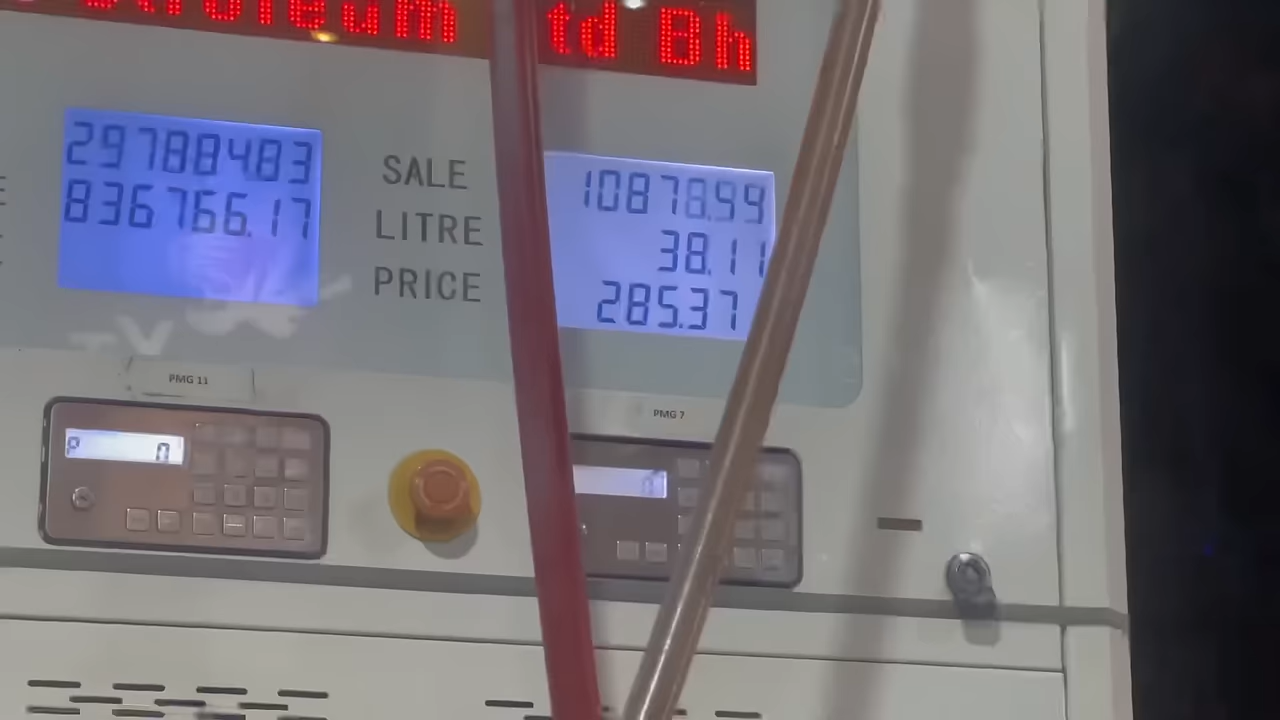 troleum td Bh
29788483
836766.17
SALE
LITRE
PRICE
10878.99
38.11
285.37
PMG 11
PMG 7
P 0
0